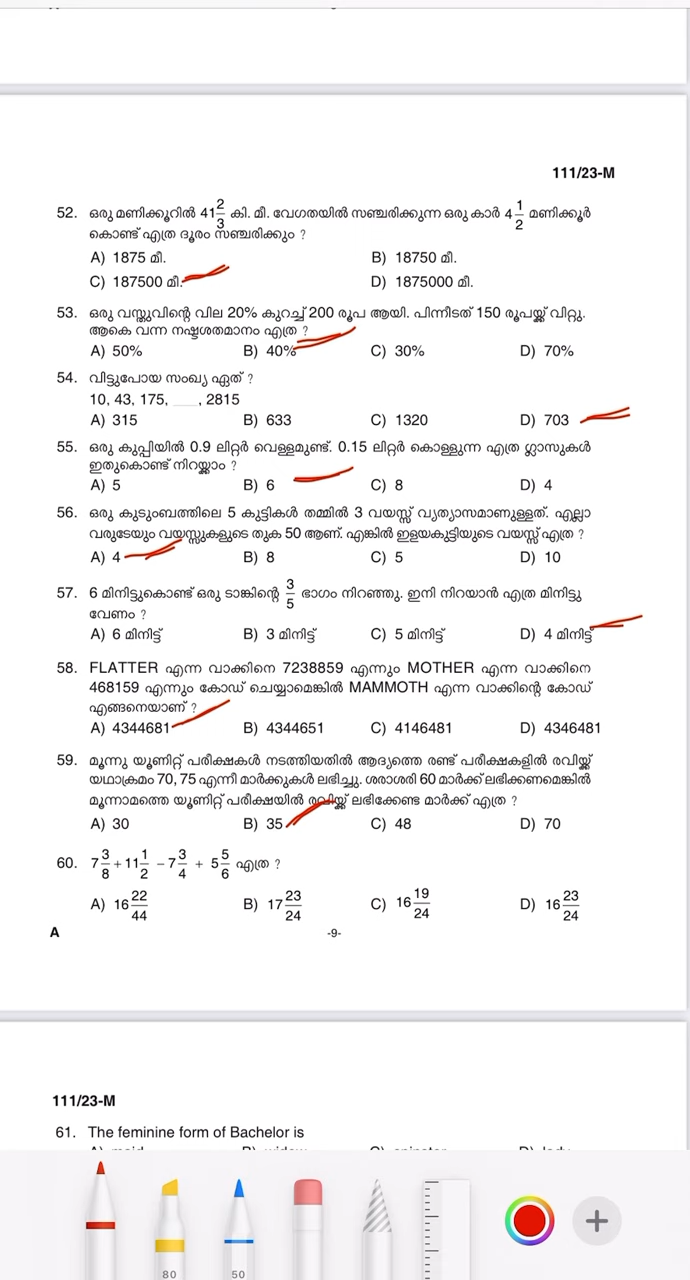 111/23-M
52. ഒരു മണിക്കൂറിൽ 41 2/3 കി. മീ. വേഗതയിൽ സഞ്ചരിക്കുന്ന ഒരു കാർ 4 1/2 മണിക്കൂർ
കൊണ്ട് എത്ര ദൂരം സഞ്ചരിക്കും ?
A) 1875 മീ. B) 18750 മീ.
C) 187500 മീ. D) 1875000 മീ.
53. ഒരു വസ്തുവിന്റെ വില 20% കുറച്ച് 200 രൂപ ആയി. പിന്നീടത് 150 രൂപയ്ക്ക് വിറ്റു.
ആകെ വന്ന നഷ്ടശതമാനം എത്ര ?
A) 50% B) 40% C) 30% D) 70%
54. വിട്ടുപോയ സംഖ്യ ഏത് ?
10, 43, 175, ___, 2815
A) 315 B) 633 C) 1320 D) 703
55. ഒരു കുപ്പിയിൽ 0.9 ലിറ്റർ വെള്ളമുണ്ട്. 0.15 ലിറ്റർ കൊള്ളുന്ന എത്ര ഗ്ലാസുകൾ
ഇതുകൊണ്ട് നിറയ്ക്കാം ?
A) 5 B) 6 C) 8 D) 4
56. ഒരു കുടുംബത്തിലെ 5 കുട്ടികൾ തമ്മിൽ 3 വയസ്സ് വ്യത്യാസമാണുള്ളത്. എല്ലാ
വരുടേയും വയസ്സുകളുടെ തുക 50 ആണ്. എങ്കിൽ ഇളയകുട്ടിയുടെ വയസ്സ് എത്ര ?
A) 4 B) 8 C) 5 D) 10
57. 6 മിനിട്ടുകൊണ്ട് ഒരു ടാങ്കിന്റെ 3/5 ഭാഗം നിറഞ്ഞു. ഇനി നിറയാൻ എത്ര മിനിട്ടു
വേണം ?
A) 6 മിനിട്ട് B) 3 മിനിട്ട് C) 5 മിനിട്ട് D) 4 മിനിട്ട്
58. FLATTER എന്ന വാക്കിനെ 7238859 എന്നും MOTHER എന്ന വാക്കിനെ
468159 എന്നും കോഡ് ചെയ്യാമെങ്കിൽ MAMMOTH എന്ന വാക്കിന്റെ കോഡ്
എങ്ങനെയാണ് ?
A) 4344681 B) 4344651 C) 4146481 D) 4346481
59. മൂന്നു യൂണിറ്റ് പരീക്ഷകൾ നടത്തിയതിൽ ആദ്യത്തെ രണ്ട് പരീക്ഷകളിൽ രവിയ്ക്ക്
യഥാക്രമം 70, 75 എന്നീ മാർക്കുകൾ ലഭിച്ചു. ശരാശരി 60 മാർക്ക് ലഭിക്കണമെങ്കിൽ
മൂന്നാമത്തെ യൂണിറ്റ് പരീക്ഷയിൽ രവിയ്ക്ക് ലഭിക്കേണ്ട മാർക്ക് എത്ര ?
A) 30 B) 35 C) 48 D) 70
60. 7 3/8 + 11 1/2 - 7 3/4 + 5 5/6 എത്ര ?
A) 16 22/44 B) 17 23/24 C) 16 19/24 D) 16 23/24
A -9-
111/23-M
61. The feminine form of Bachelor is
80 50